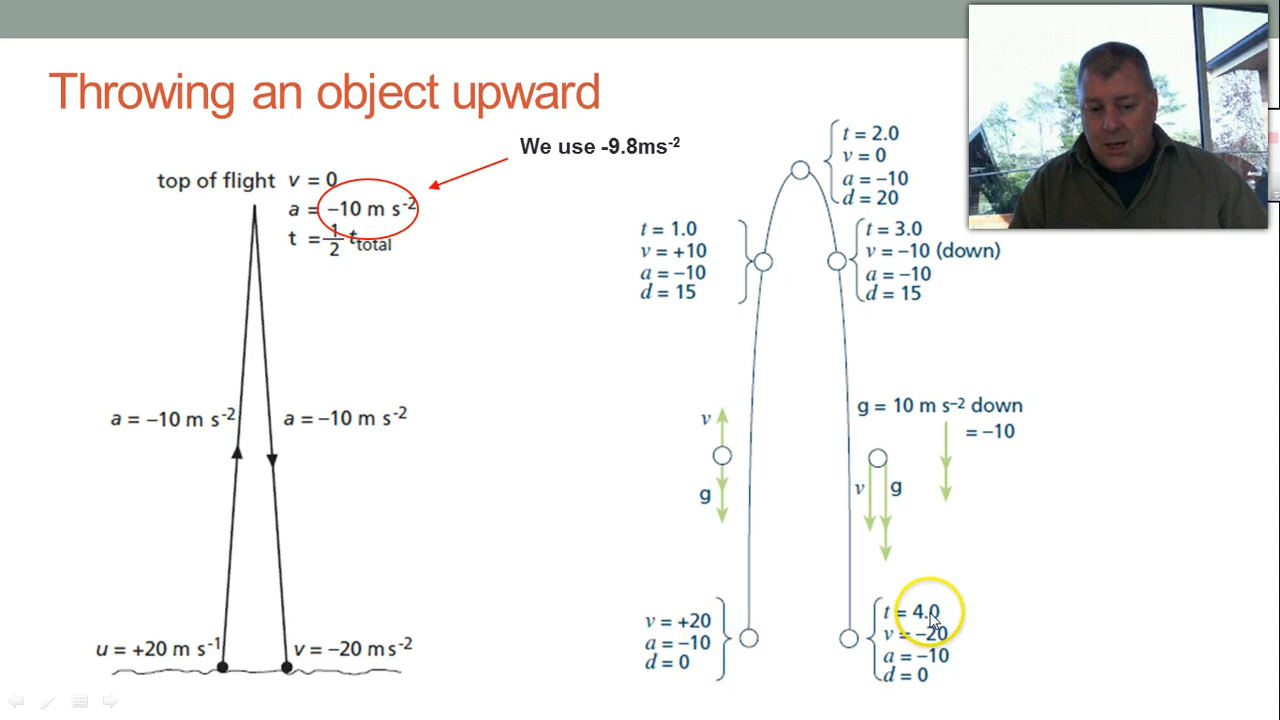 Throwing an object upward
We use -9.8ms⁻²
top of flight v = 0
a = –10 m s⁻²
t = 1/2 t_total
a = –10 m s⁻²
a = –10 m s⁻²
u = +20 m s⁻¹
v = –20 ms⁻²
t = 2.0
v = 0
a = –10
d = 20
t = 1.0
v = +10
a = –10
d = 15
t = 3.0
v = –10 (down)
a = –10
d = 15
v
g
g = 10 m s⁻² down
= –10
v
g
v = +20
a = –10
d = 0
t = 4.0
v = –20
a = –10
d = 0